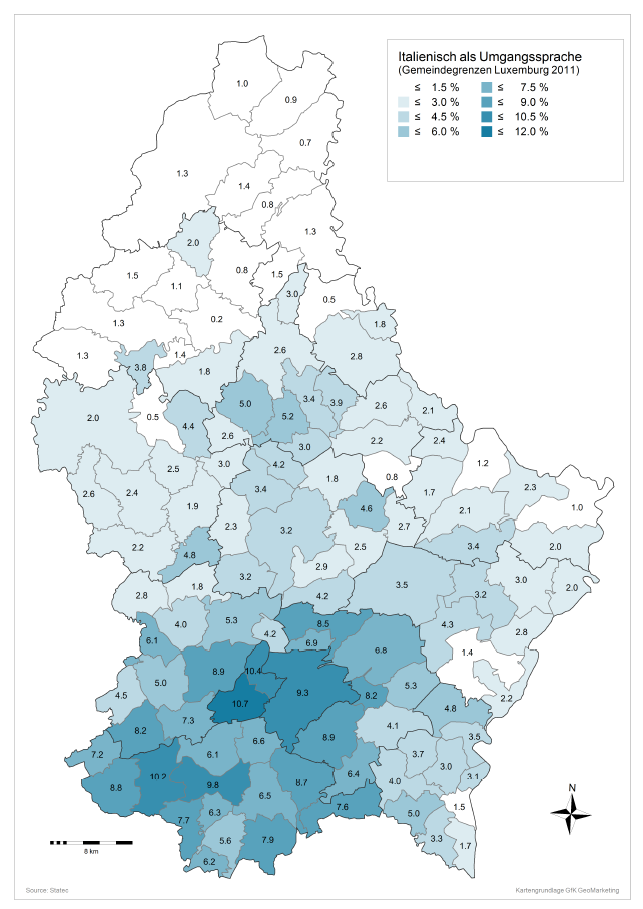 Italienisch als Umgangssprache
(Gemeindegrenzen Luxemburg 2011)
≤ 1.5 % ≤ 7.5 %
≤ 3.0 % ≤ 9.0 %
≤ 4.5 % ≤ 10.5 %
≤ 6.0 % ≤ 12.0 %
1.0
0.9
0.7
1.3
1.4
0.8
1.3
2.0
0.8
1.5 1.5
1.1
3.0
0.5
1.3 0.2
1.8
1.3 1.4 2.6 2.8
3.8 1.8
5.0 3.4 3.9 2.6
2.0 0.5 5.2 2.1
4.4 2.6 2.2 2.4
3.0
2.5 3.0 4.2 1.2
1.8 0.8
2.6 2.4 3.4 1.7 2.3
1.9 4.6 2.1 1.0
2.3 3.2 2.7
2.2 2.5 3.4 2.0
4.8
2.9
3.2 3.0
2.8 1.8 3.5 2.0
4.2 3.2
4.0 5.3 8.5 4.3
6.1 4.2 6.9 2.8
6.8 1.4
8.9 10.4
5.0 5.3
4.5 9.3 8.2 2.2
10.7 4.8
7.3 4.1
8.2 6.6 8.9 3.5
7.2 6.1 3.7
10.2 6.4 3.0 3.1
8.8 9.8 8.7 4.0
6.5
7.6 1.5
7.7 6.3 5.0
5.6 7.9 3.3 1.7
6.2
N
8 km
Source: Statec
Kartengrundlage GfK GeoMarketing